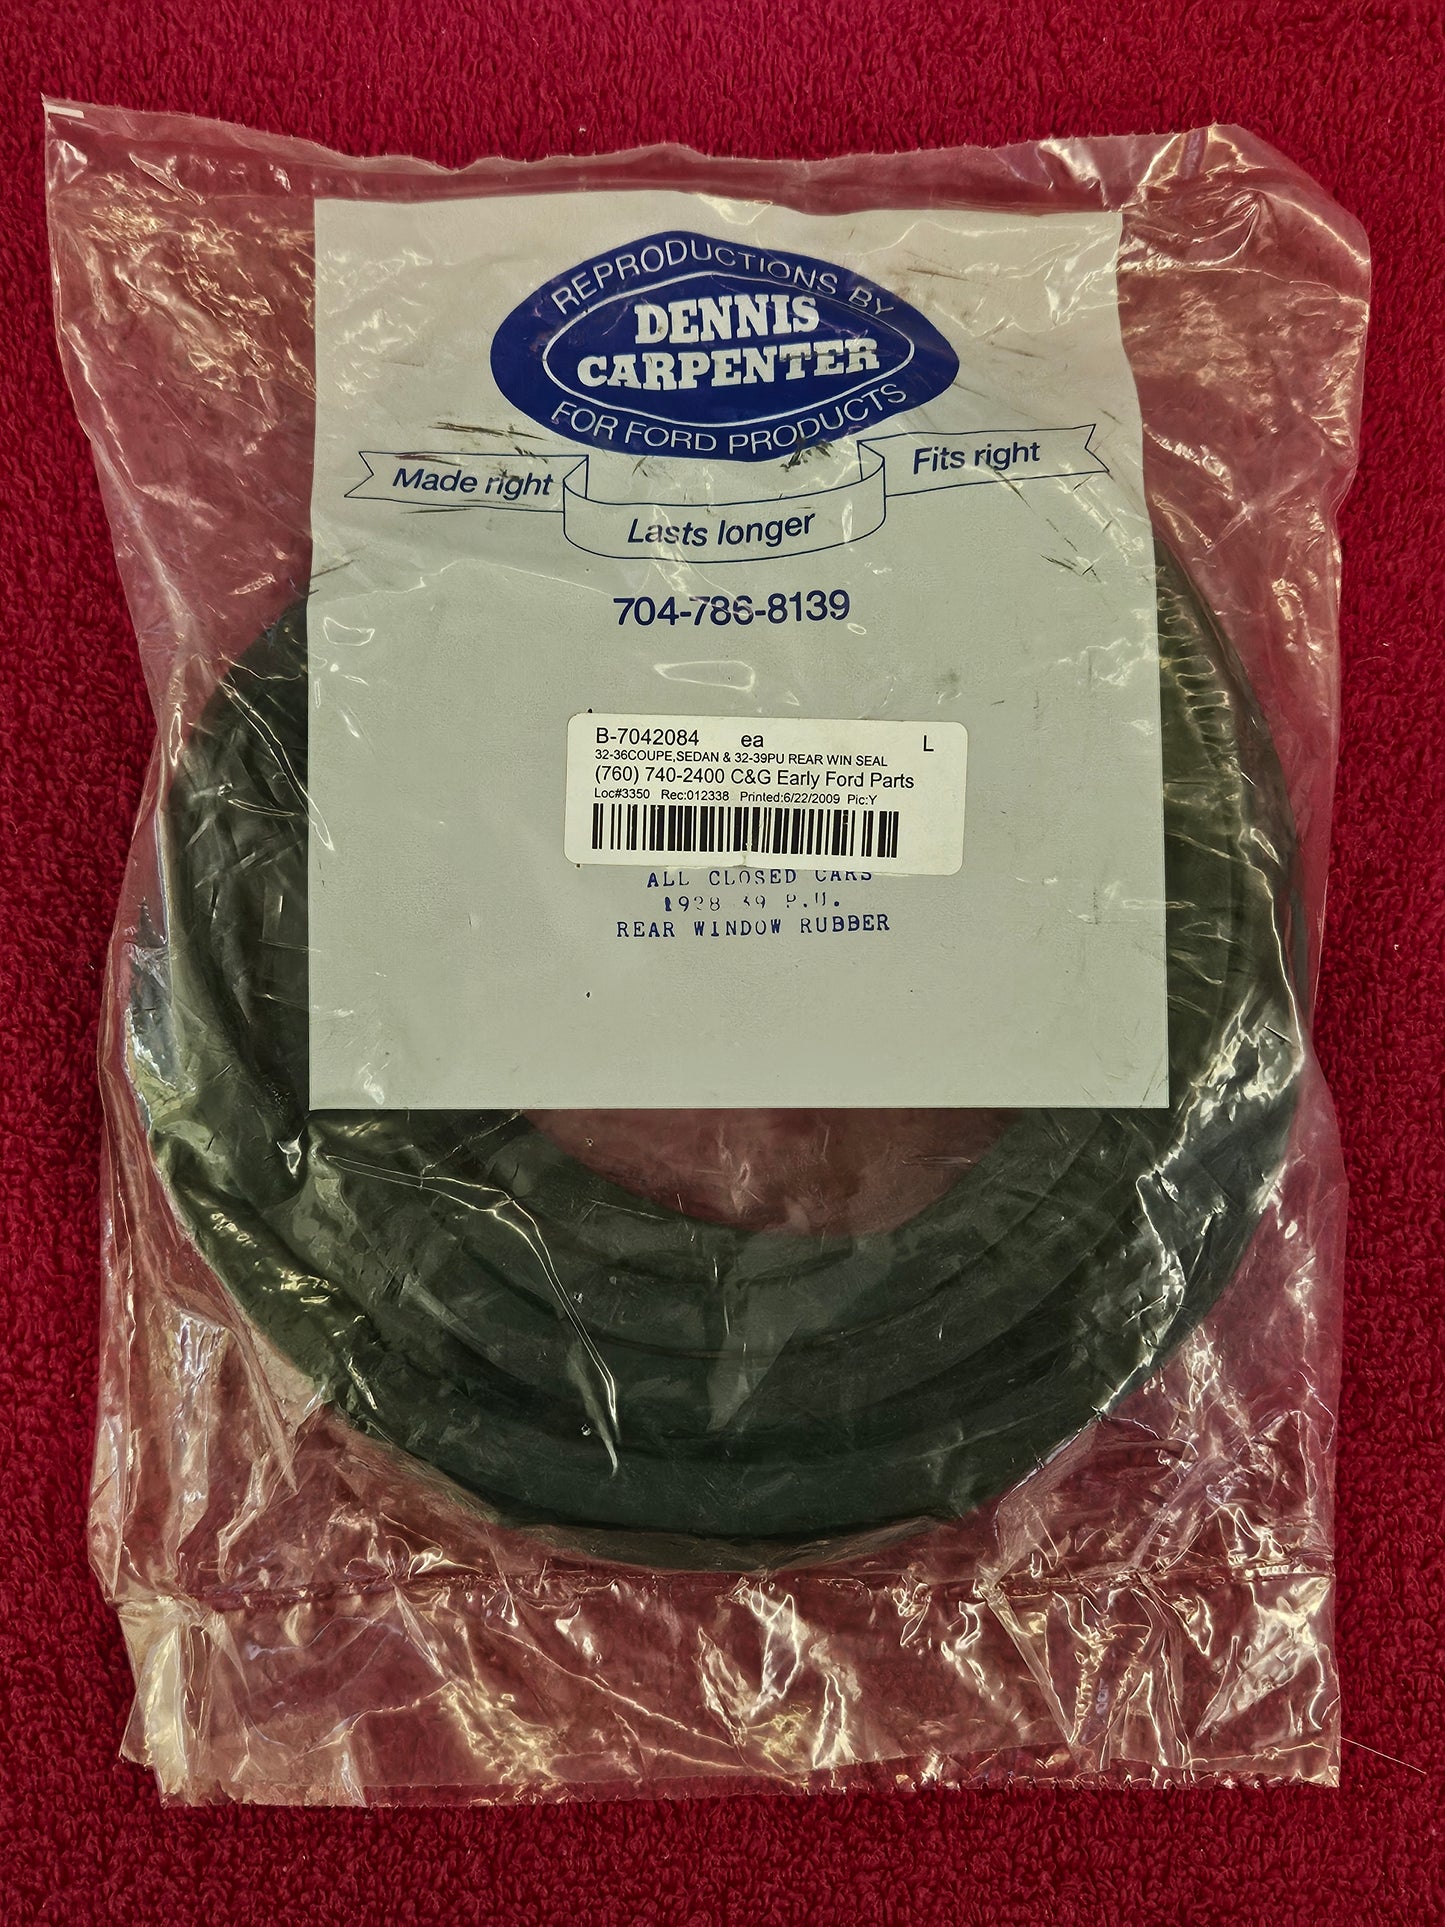 REPRODUCTIONS BY
DENNIS
CARPENTER
FOR FORD PRODUCTS
Made right
Lasts longer
Fits right
704-786-8139
B-7042084 ea L
32-36COUPE,SEDAN & 32-39PU REAR WIN SEAL
(760) 740-2400 C&G Early Ford Parts
Loc#3350 Rec:012338 Printed:6/22/2009 Pic:Y
ALL CLOSED CARS
1928 39 P.U.
REAR WINDOW RUBBER